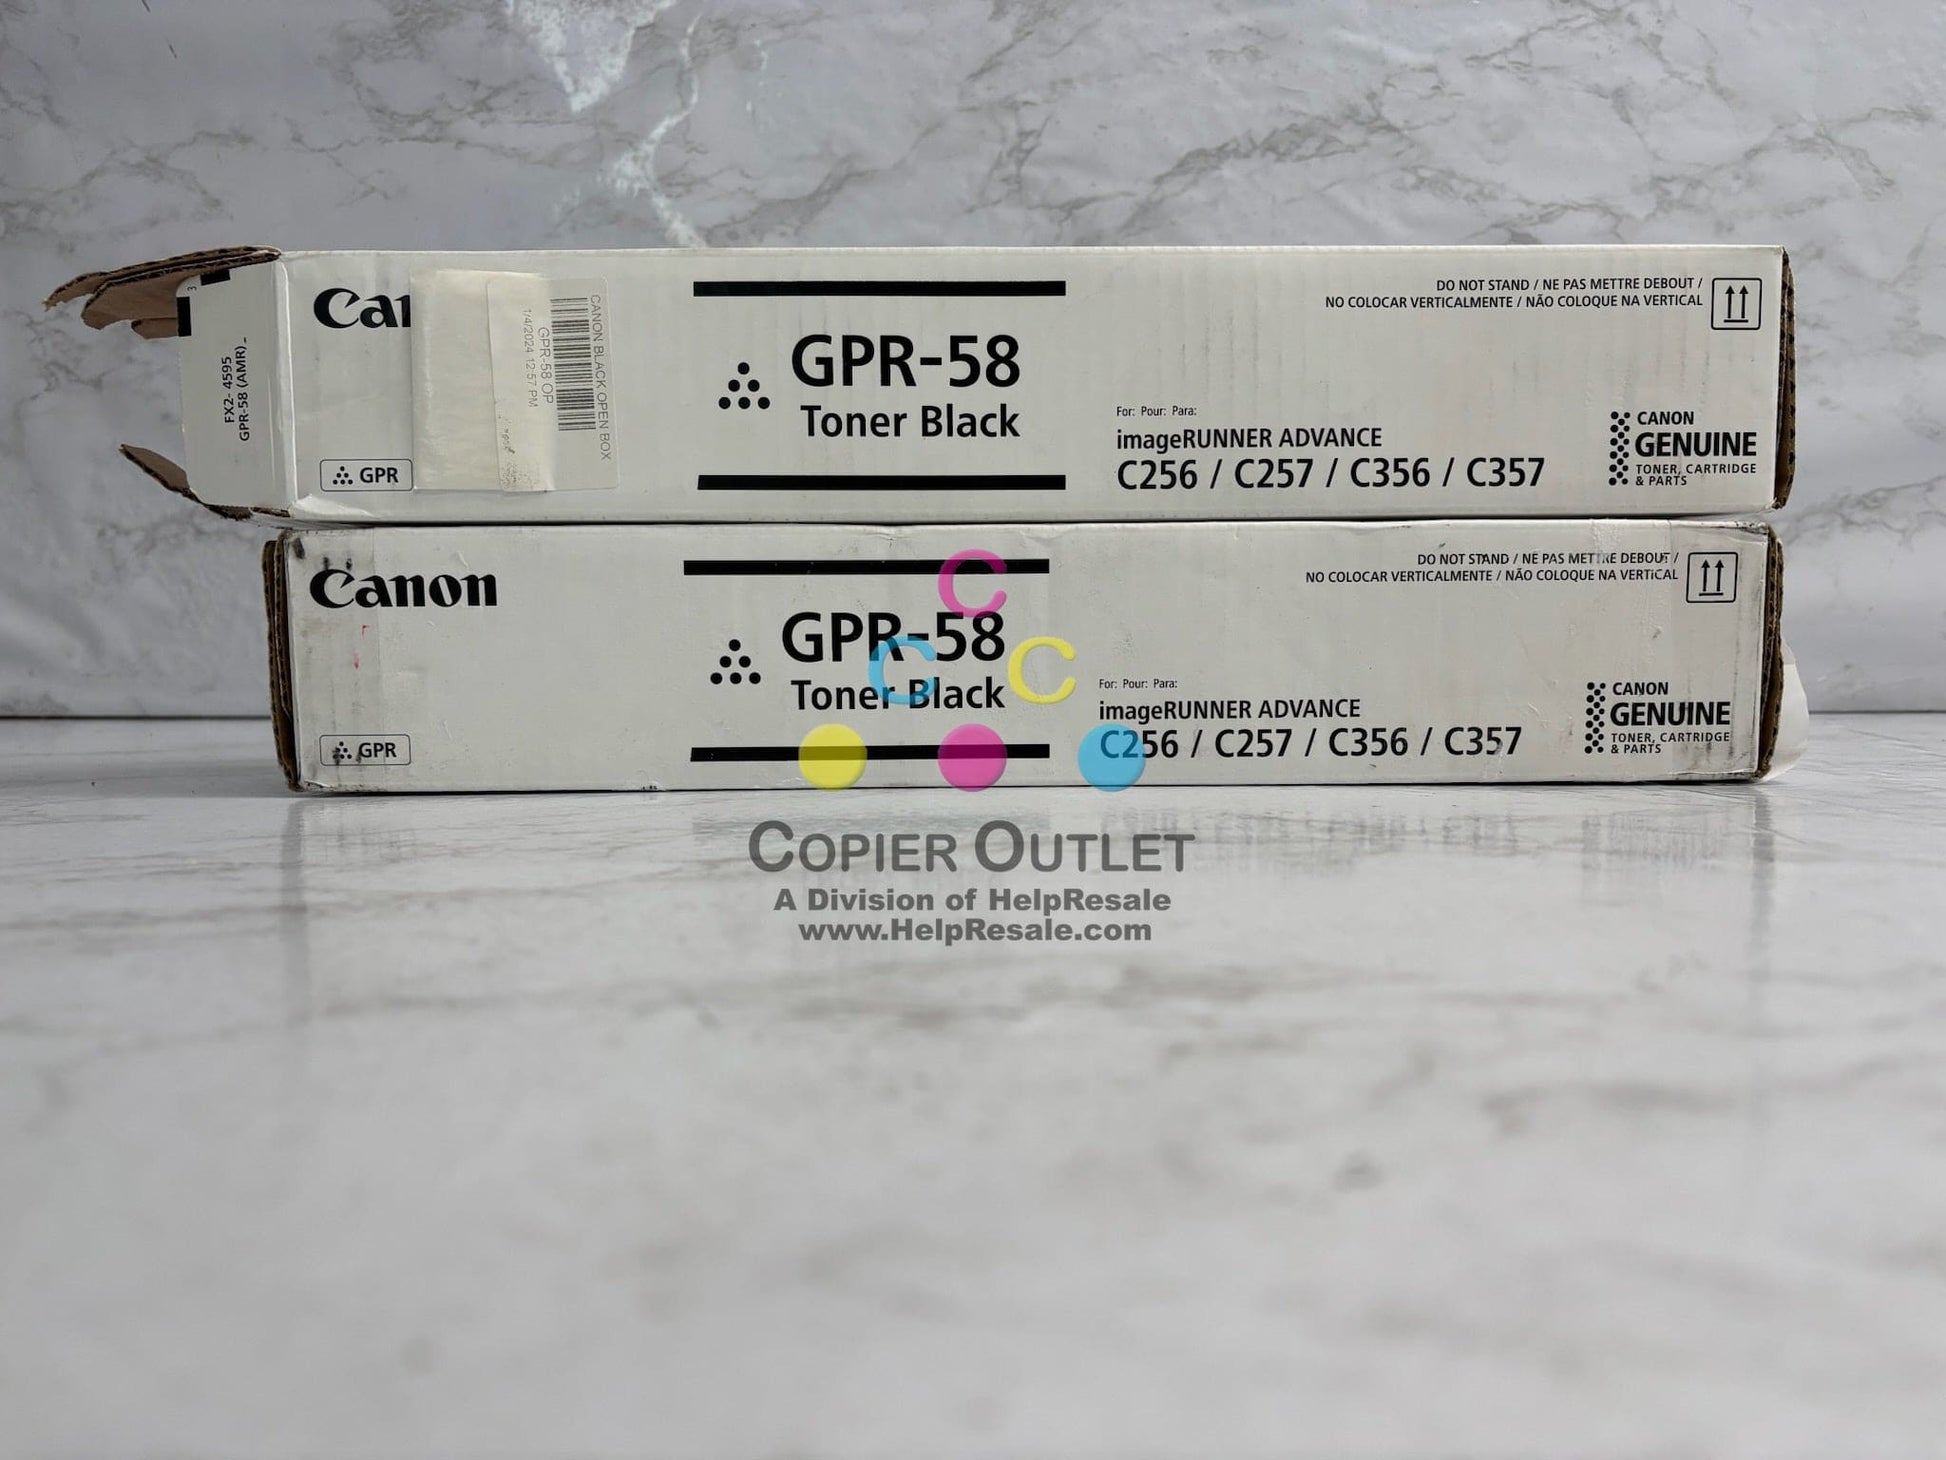 Can
3
FX2- 4595
GPR-58 (AMR)
GPR
CANON BLACK OPEN BOX
GPR-58 OP
1/4/2024 12:57 PM
GPR-58
Toner Black
DO NOT STAND / NE PAS METTRE DEBOUT /
NO COLOCAR VERTICALMENTE / NÃO COLOQUE NA VERTICAL
For: Pour: Para:
imageRUNNER ADVANCE
C256 / C257 / C356 / C357
CANON
GENUINE
TONER, CARTRIDGE
& PARTS
Canon
GPR
GPR-58
Toner Black
DO NOT STAND / NE PAS METTRE DEBOUT /
NO COLOCAR VERTICALMENTE / NÃO COLOQUE NA VERTICAL
For: Pour: Para:
imageRUNNER ADVANCE
C256 / C257 / C356 / C357
CANON
GENUINE
TONER, CARTRIDGE
& PARTS
C
C C
COPIER OUTLET
A Division of HelpResale
www.HelpResale.com